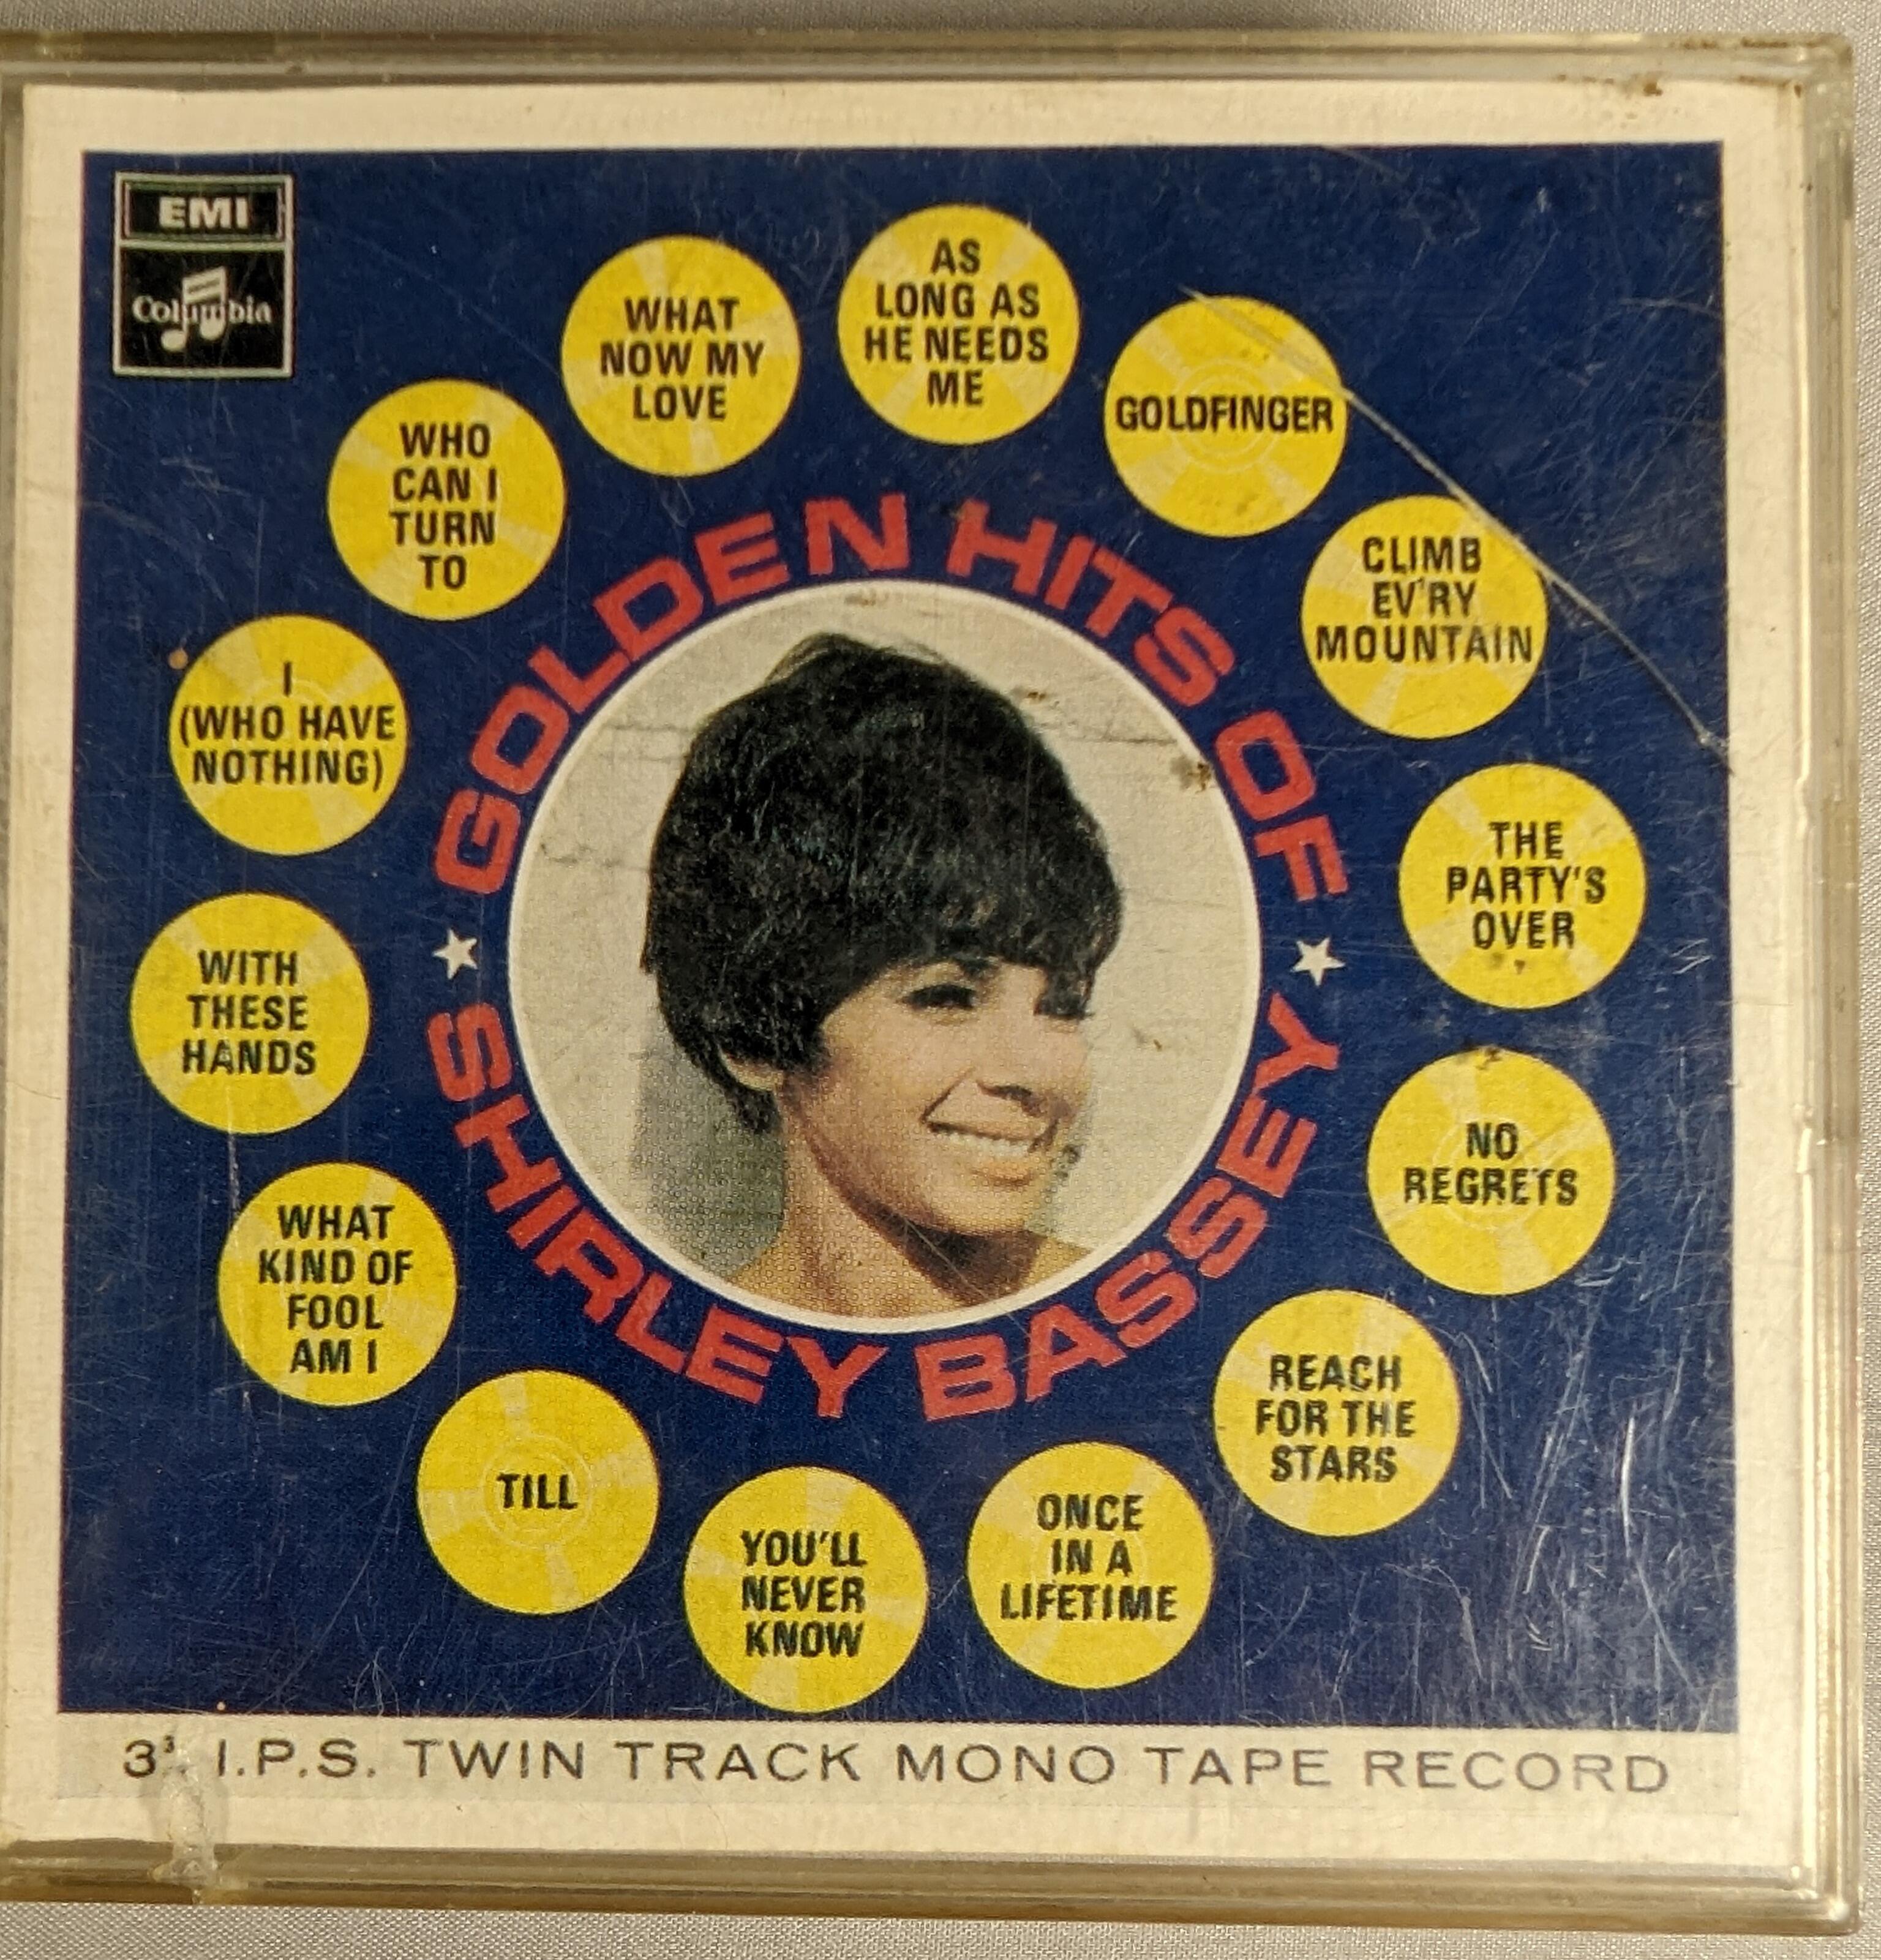 EMI
Columbia
GOLDEN HITS OF
SHIRLEY BASSEY
AS
LONG AS
HE NEEDS
ME
GOLDFINGER
CLIMB
EV'RY
MOUNTAIN
THE
PARTY'S
OVER
NO
REGRETS
REACH
FOR THE
STARS
ONCE
IN A
LIFETIME
YOU'LL
NEVER
KNOW
TILL
WHAT
KIND OF
FOOL
AM I
WITH
THESE
HANDS
I
(WHO HAVE
NOTHING)
WHO
CAN I
TURN
TO
WHAT
NOW MY
LOVE
I.P.S. TWIN TRACK MONO TAPE RECORD